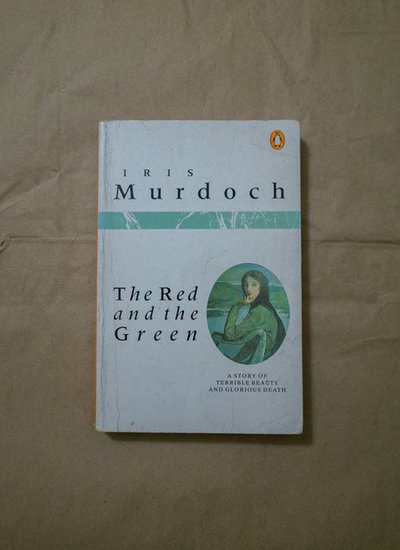 IRIS
Murdoch
The Red
and the
Green
A STORY OF
TERRIBLE BEAUTY
AND GLORIOUS DEATH